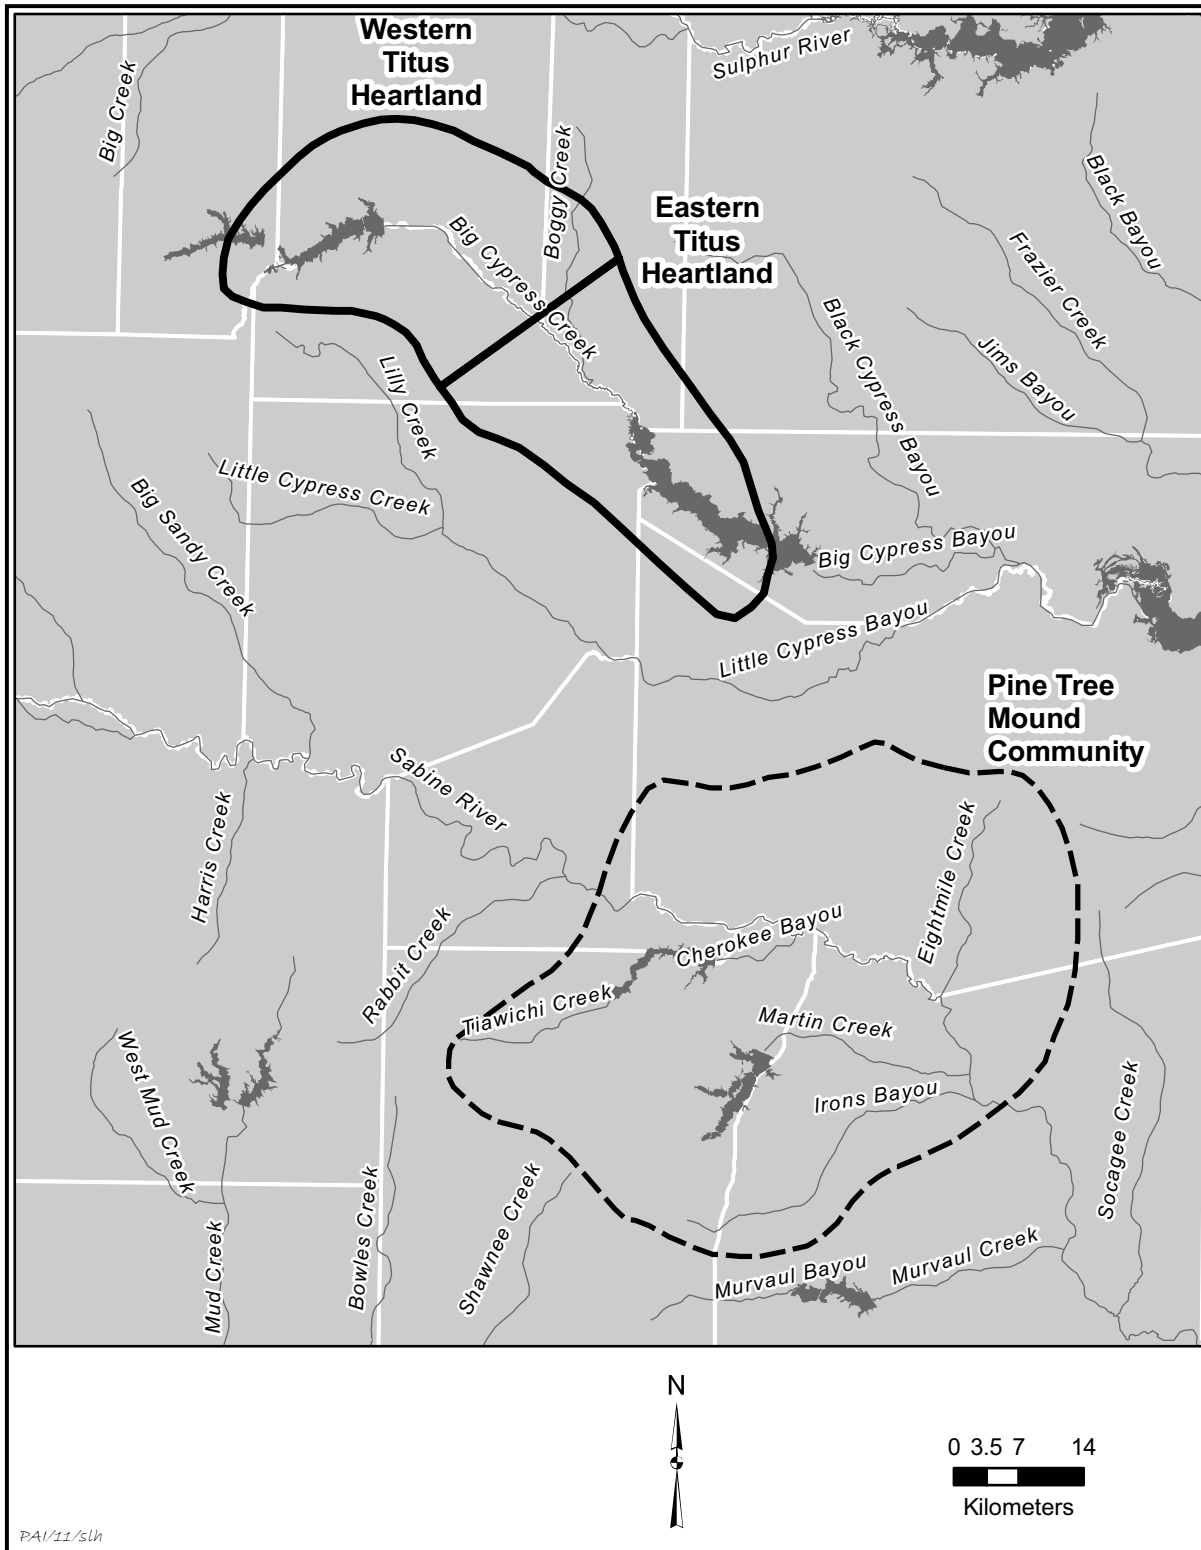 Western
Titus
Heartland
Sulphur River
Big Creek
Boggy Creek
Black Bayou
Eastern
Titus
Heartland
Big Cypress Creek
Frazier Creek
Black Cypress Bayou
Jims Bayou
Lilly Creek
Little Cypress Creek
Big Sandy Creek
Big Cypress Bayou
Little Cypress Bayou
Pine Tree
Mound
Community
Sabine River
Harris Creek
Eightmile Creek
Rabbit Creek
Cherokee Bayou
Tiawichi Creek
Martin Creek
West Mud Creek
Irons Bayou
Socagee Creek
Mud Creek
Bowles Creek
Shawnee Creek
Murvaul Bayou
Murvaul Creek
N
0 3.5 7 14
Kilometers
PAI/11/slh